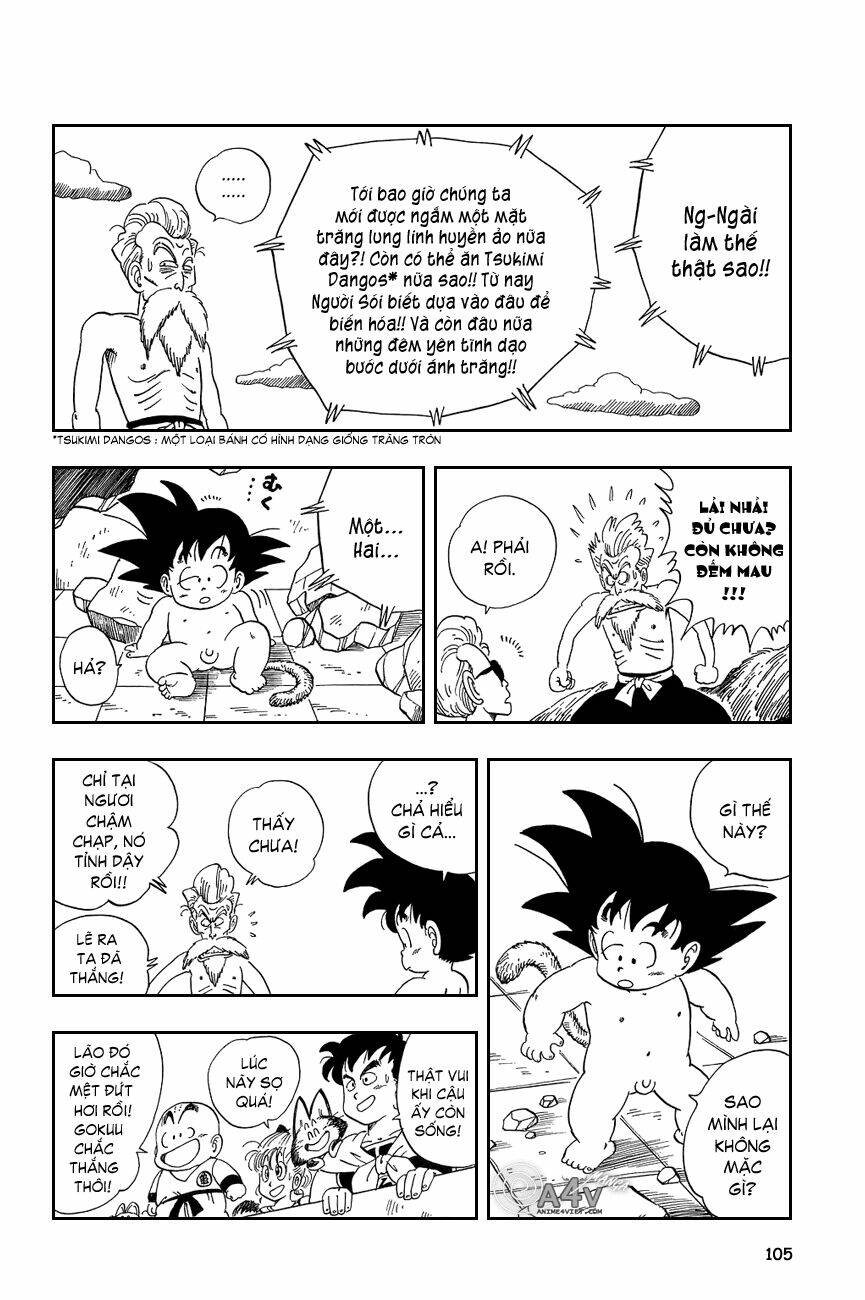 Ng-Ngài
làm thế
thật sao!!
Tới bao giờ chúng ta
mới được ngắm một mặt
trăng lung linh huyền ảo nữa
đây?! Còn có thể ăn Tsukimi
Dangos* nữa sao!! Từ nay
Người Sói biết dựa vào đâu để
biến hóa!! Và còn đâu nữa
những đêm yên tĩnh dạo
bước dưới ánh trăng!!
.....
.....
*TSUKIMI DANGOS : MỘT LOẠI BÁNH CÓ HÌNH DẠNG GIỐNG TRĂNG TRÒN
LẢI NHẢI
ĐỦ CHƯA?
CÒN KHÔNG
ĐẾM MAU
!!!
A! PHẢI
RỒI.
Một...
Hai...
むく
HẢ?
GÌ THẾ
NÀY?
SAO
MÌNH LẠI
KHÔNG
MẶC
GÌ?
...?
CHẢ HIỂU
GÌ CẢ...
THẤY
CHƯA!
CHỈ TẠI
NGƯƠI
CHẬM
CHẠP, NÓ
TỈNH DẬY
RỒI!!
LẼ RA
TA ĐÃ
THẮNG!
THẬT VUI
KHI CẬU
ẤY CÒN
SỐNG!
LÚC
NÀY SỢ
QUÁ!
LÃO ĐÓ
GIỜ CHẮC
MỆT ĐỨT
HƠI RỒI!
GOKUU
CHẮC
THẮNG
THÔI!
A4V
ANIME4VIET.COM
105